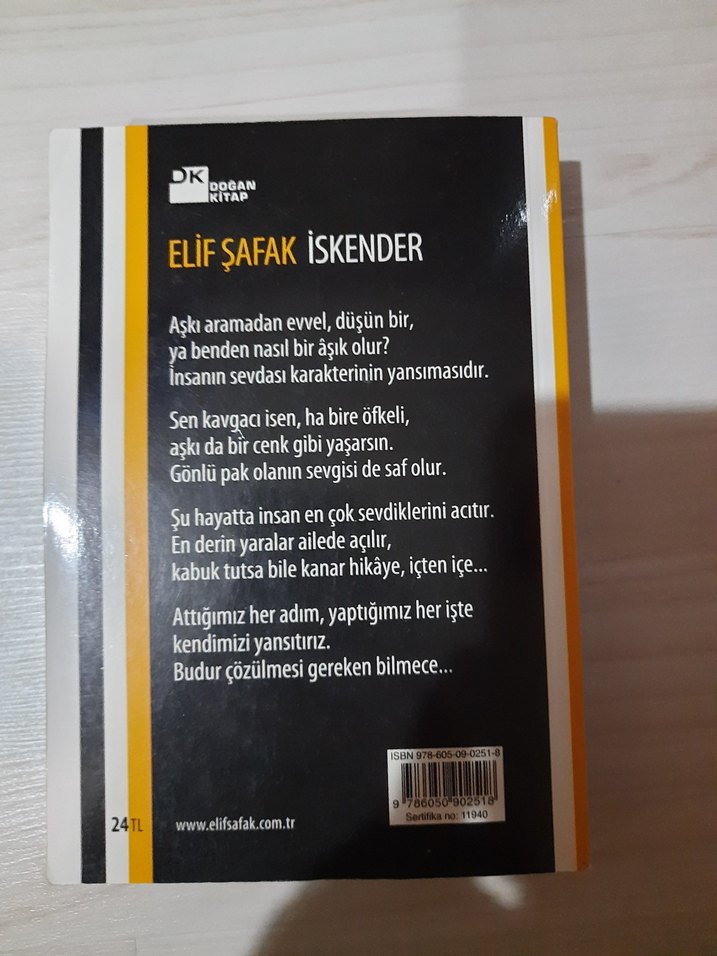 DK
DOĞAN
KİTAP
ELİF ŞAFAK İSKENDER
Aşkı aramadan evvel, düşün bir,
ya benden nasıl bir âşık olur?
İnsanın sevdası karakterinin yansımasıdır.
Sen kavgacı isen, ha bire öfkeli,
aşkı da bir cenk gibi yaşarsın.
Gönlü pak olanın sevgisi de saf olur.
Şu hayatta insan en çok sevdiklerini acıtır.
En derin yaralar ailede açılır,
kabuk tutsa bile kanar hikâye, içten içe...
Attığımız her adım, yaptığımız her işte
kendimizi yansıtırız.
Budur çözülmesi gereken bilmece...
ISBN 978-605-09-0251-8
9 786050 902518
Sertifika no: 11940
24 TL
www.elifsafak.com.tr